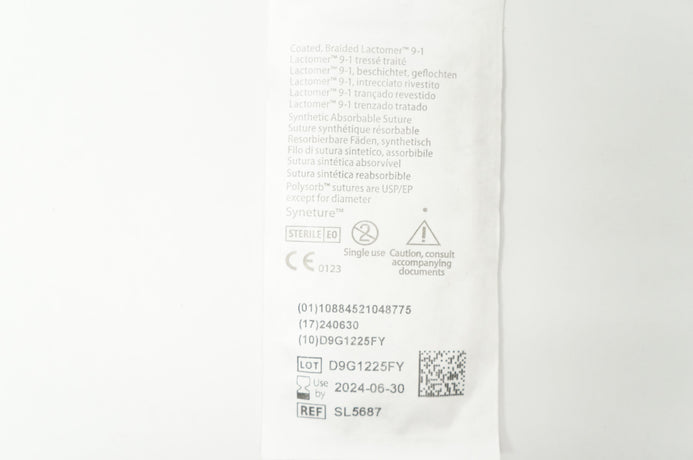 Coated, Braided Lactomer™ 9-1
Lactomer™ 9-1 tressé traité
Lactomer™ 9-1, beschichtet, geflochten
Lactomer™ 9-1, intrecciato rivestito
Lactomer™ 9-1 trançado revestido
Lactomer™ 9-1 trenzado tratado
Synthetic Absorbable Suture
Suture synthétique résorbable
Resorbierbare Fäden, synthetisch
Filo di sutura sintetico, assorbibile
Sutura sintética absorvível
Sutura sintética reabsorbible
Polysorb™ sutures are USP/EP
except for diameter
Syneture™
STERILE EO
2
Single use
!
Caution, consult
accompanying
documents
CE 0123
(01)10884521048775
(17)240630
(10)D9G1225FY
LOT D9G1225FY
Use
by 2024-06-30
REF SL5687